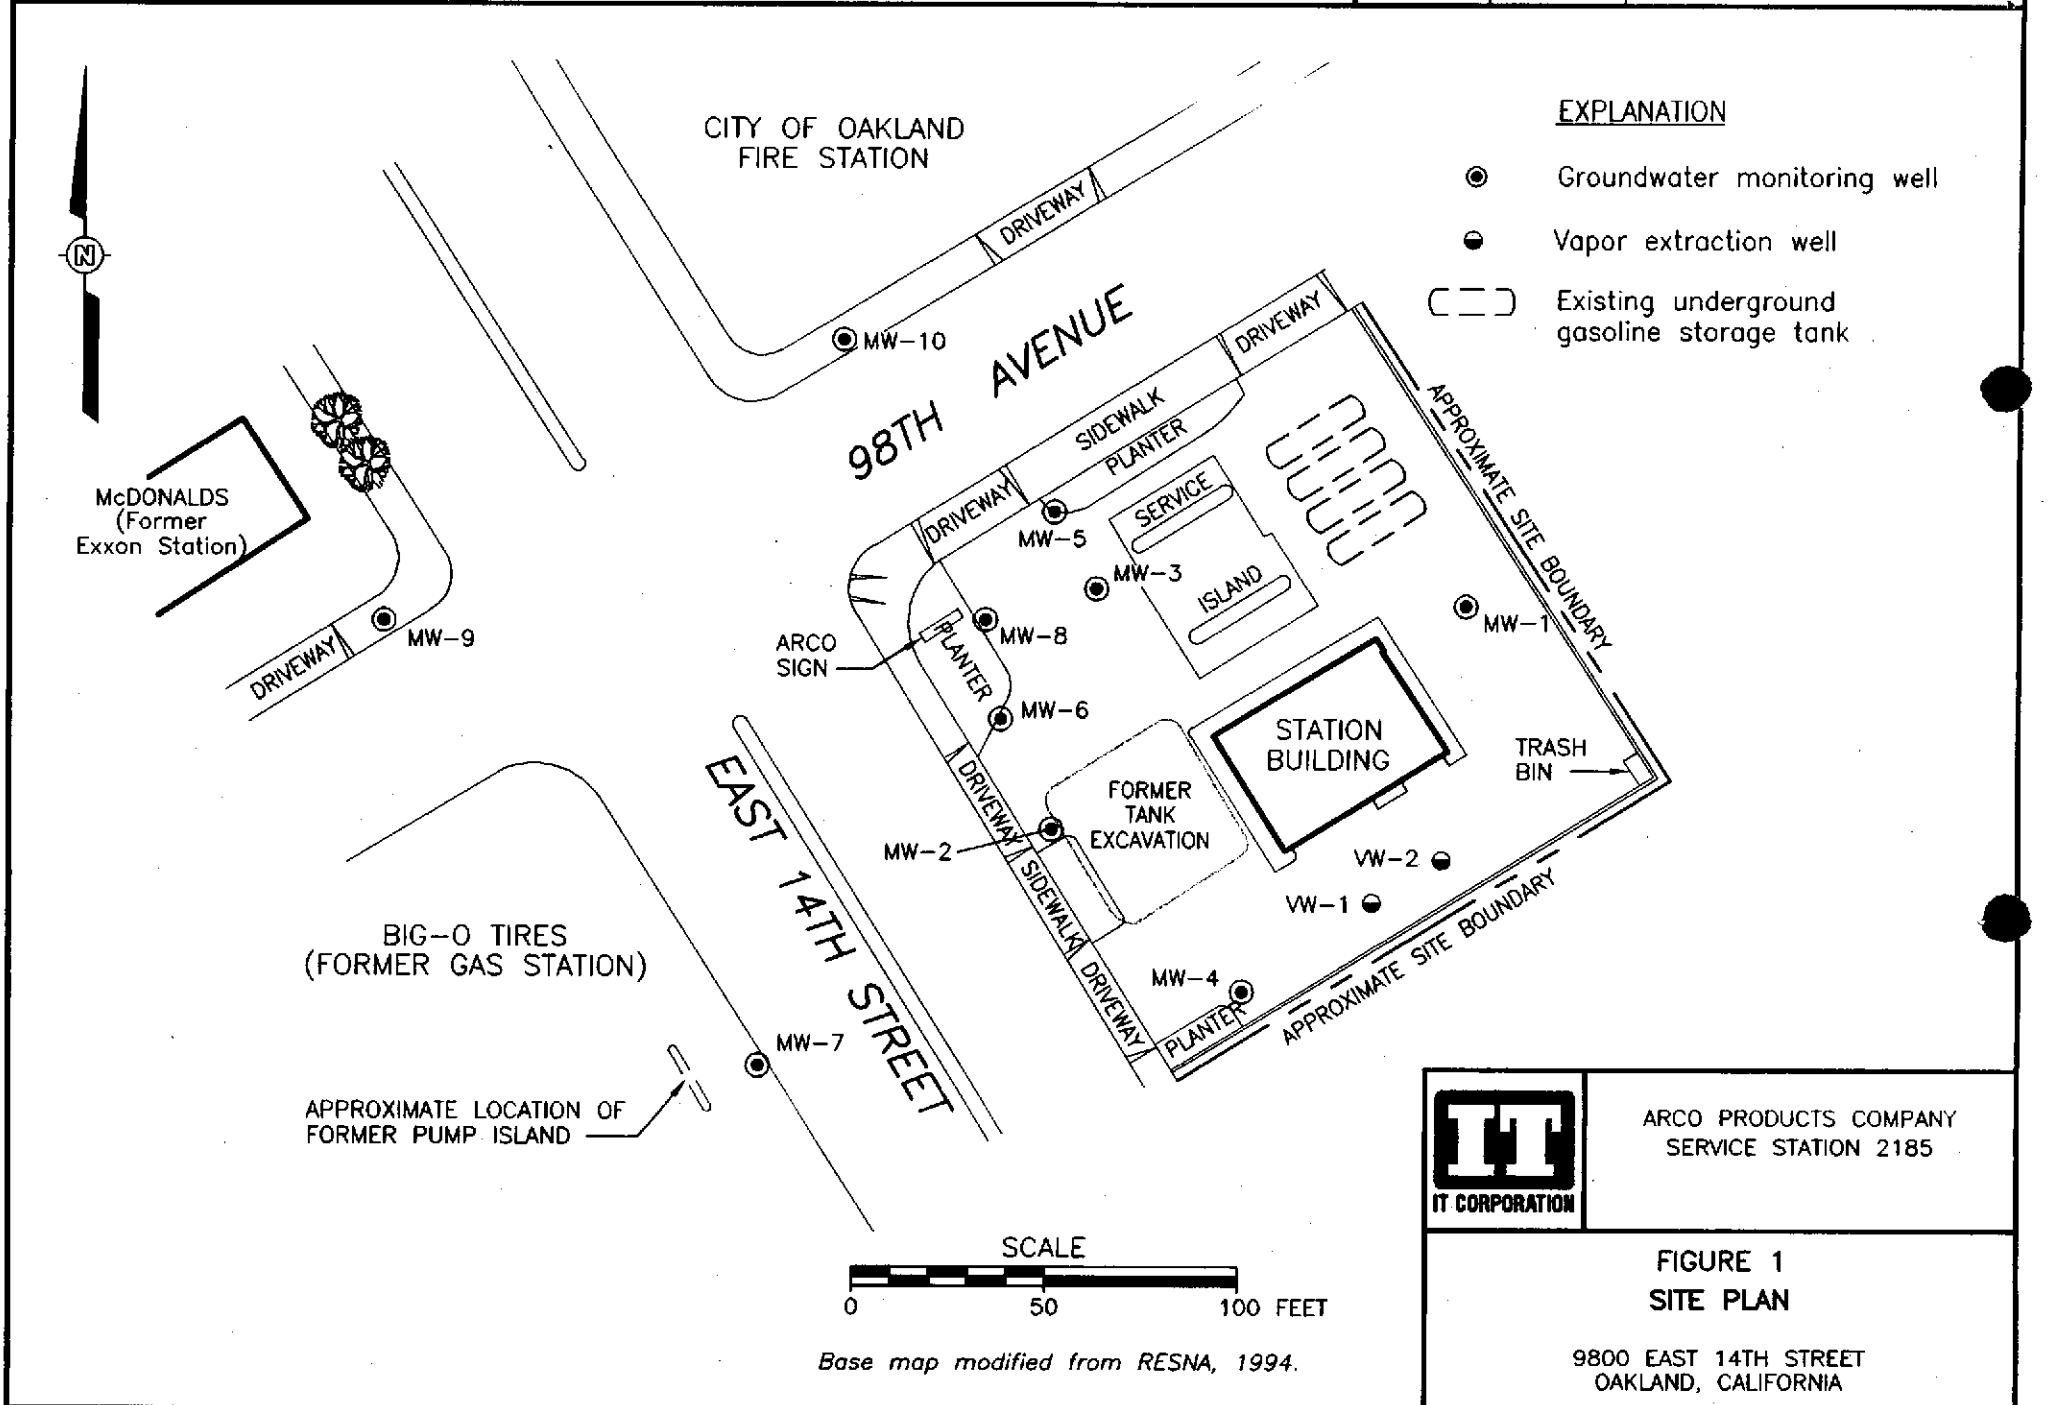 CITY OF OAKLAND
FIRE STATION
EXPLANATION
Groundwater monitoring well
Vapor extraction well
Existing underground
gasoline storage tank
N
DRIVEWAY
MW-10
98TH AVENUE
DRIVEWAY
SIDEWALK
PLANTER
DRIVEWAY
APPROXIMATE SITE BOUNDARY
McDONALDS
(Former
Exxon Station)
SERVICE
ISLAND
MW-5
MW-3
MW-1
MW-9
DRIVEWAY
ARCO
SIGN
PLANTER
MW-8
MW-6
STATION
BUILDING
TRASH
BIN
DRIVEWAY
FORMER
TANK
EXCAVATION
MW-2
EAST 14TH STREET
SIDEWALK
VW-2
VW-1
APPROXIMATE SITE BOUNDARY
BIG-O TIRES
(FORMER GAS STATION)
MW-4
DRIVEWAY
PLANTER
MW-7
APPROXIMATE LOCATION OF
FORMER PUMP ISLAND
SCALE
0 50 100 FEET
Base map modified from RESNA, 1994.
IT
IT CORPORATION
ARCO PRODUCTS COMPANY
SERVICE STATION 2185
FIGURE 1
SITE PLAN
9800 EAST 14TH STREET
OAKLAND, CALIFORNIA